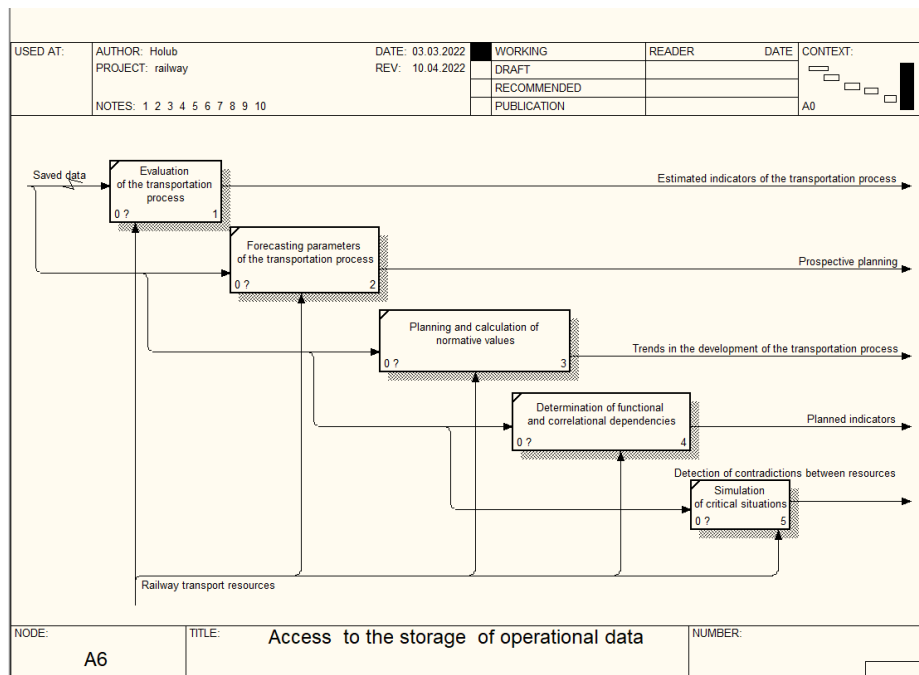 USED AT:
AUTHOR: Holub
DATE: 03.03.2022
WORKING
READER
DATE
CONTEXT:
PROJECT: railway
REV: 10.04.2022
DRAFT
RECOMMENDED
NOTES: 1 2 3 4 5 6 7 8 9 10
PUBLICATION
A0
Saved data
Evaluation
of the transportation
process
0 ?
1
Estimated indicators of the transportation process
Forecasting parameters
of the transportation process
0 ?
2
Prospective planning
Planning and calculation of
normative values
0 ?
3
Trends in the development of the transportation process
Determination of functional
and correlational dependencies
0 ?
4
Planned indicators
Detection of contradictions between resources
Simulation
of critical situations
0 ?
5
Railway transport resources
NODE:
TITLE:
Access to the storage of operational data
NUMBER:
A6